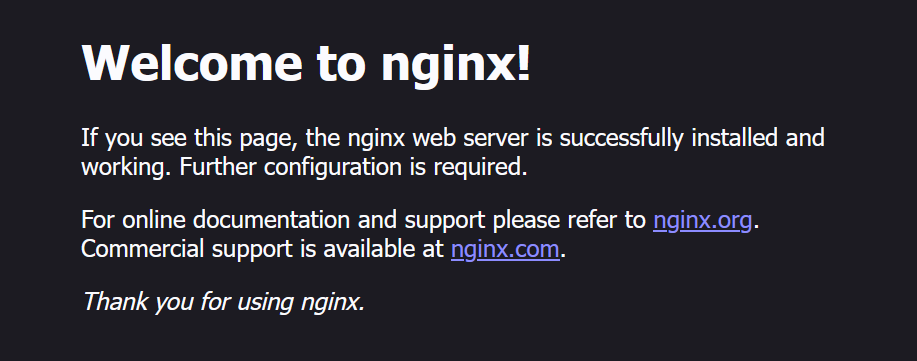 Welcome to nginx!
If you see this page, the nginx web server is successfully installed and
working. Further configuration is required.
For online documentation and support please refer to nginx.org.
Commercial support is available at nginx.com.
Thank you for using nginx.